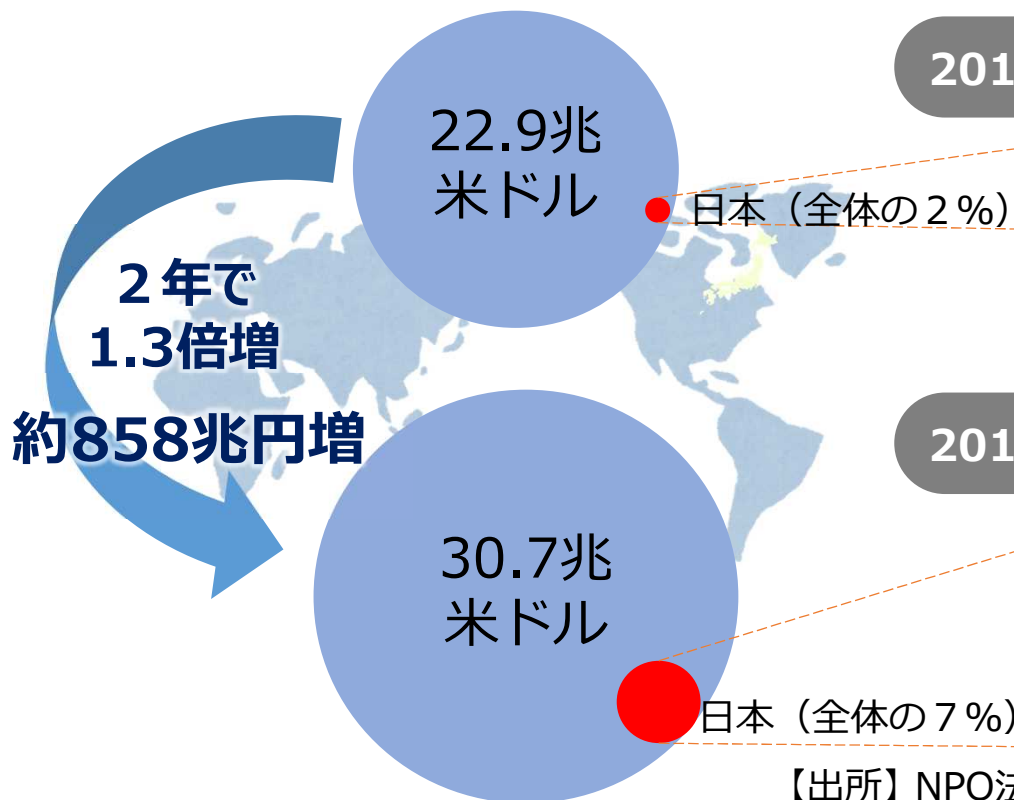 201
22.9兆
米ドル
日本（全体の２%）
２年で
1.3倍増
約858兆円増
201
30.7兆
米ドル
日本（全体の７%）
【出所】NPO法